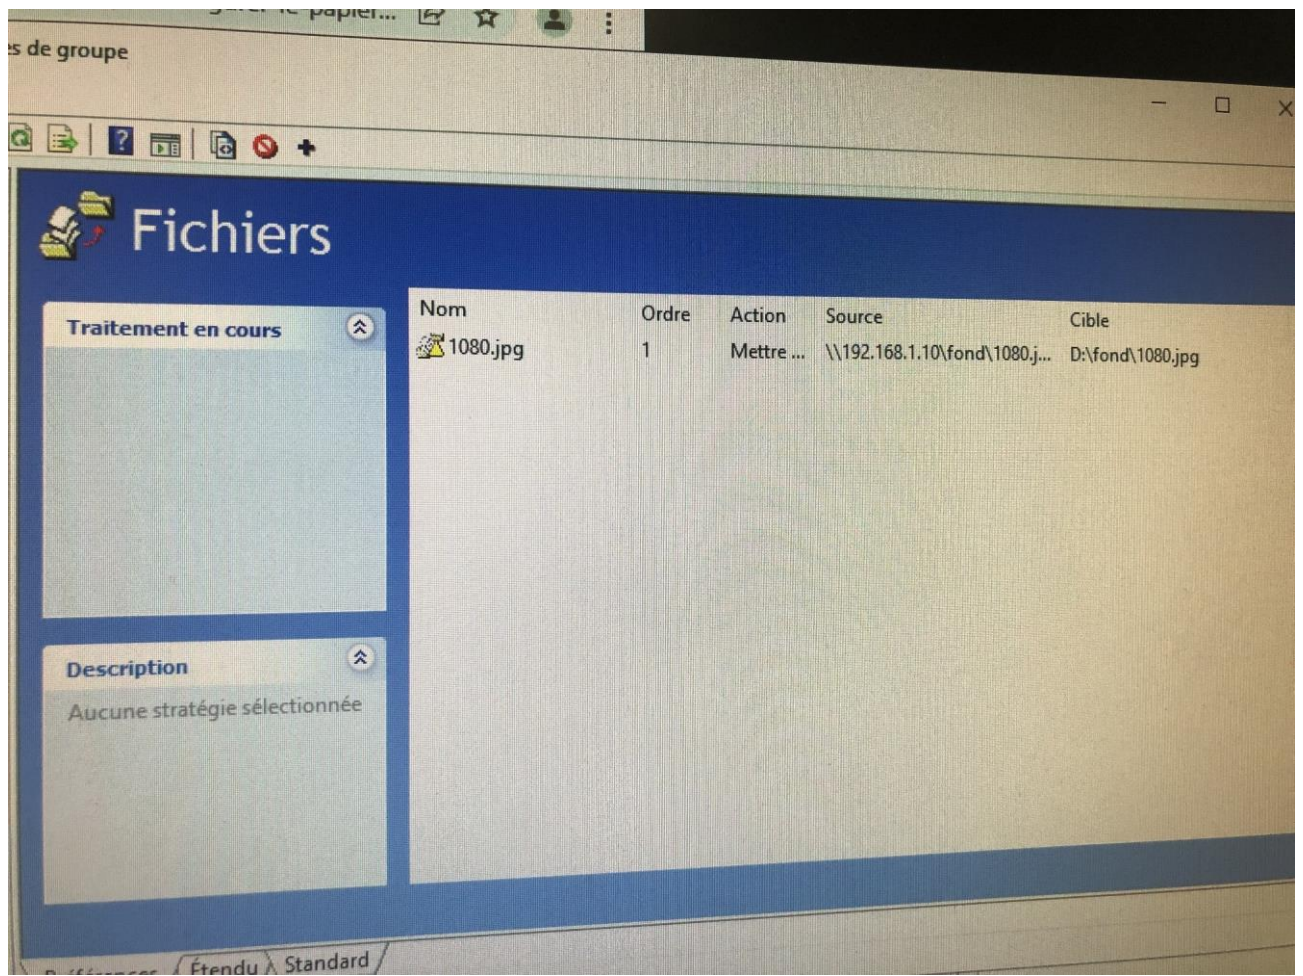 papier...
es de groupe
Fichiers
Traitement en cours
Nom Ordre Action Source Cible
1080.jpg 1 Mettre ... \\192.168.1.10\fond\1080.j... D:\fond\1080.jpg
Description
Aucune stratégie sélectionnée
Étendu Standard